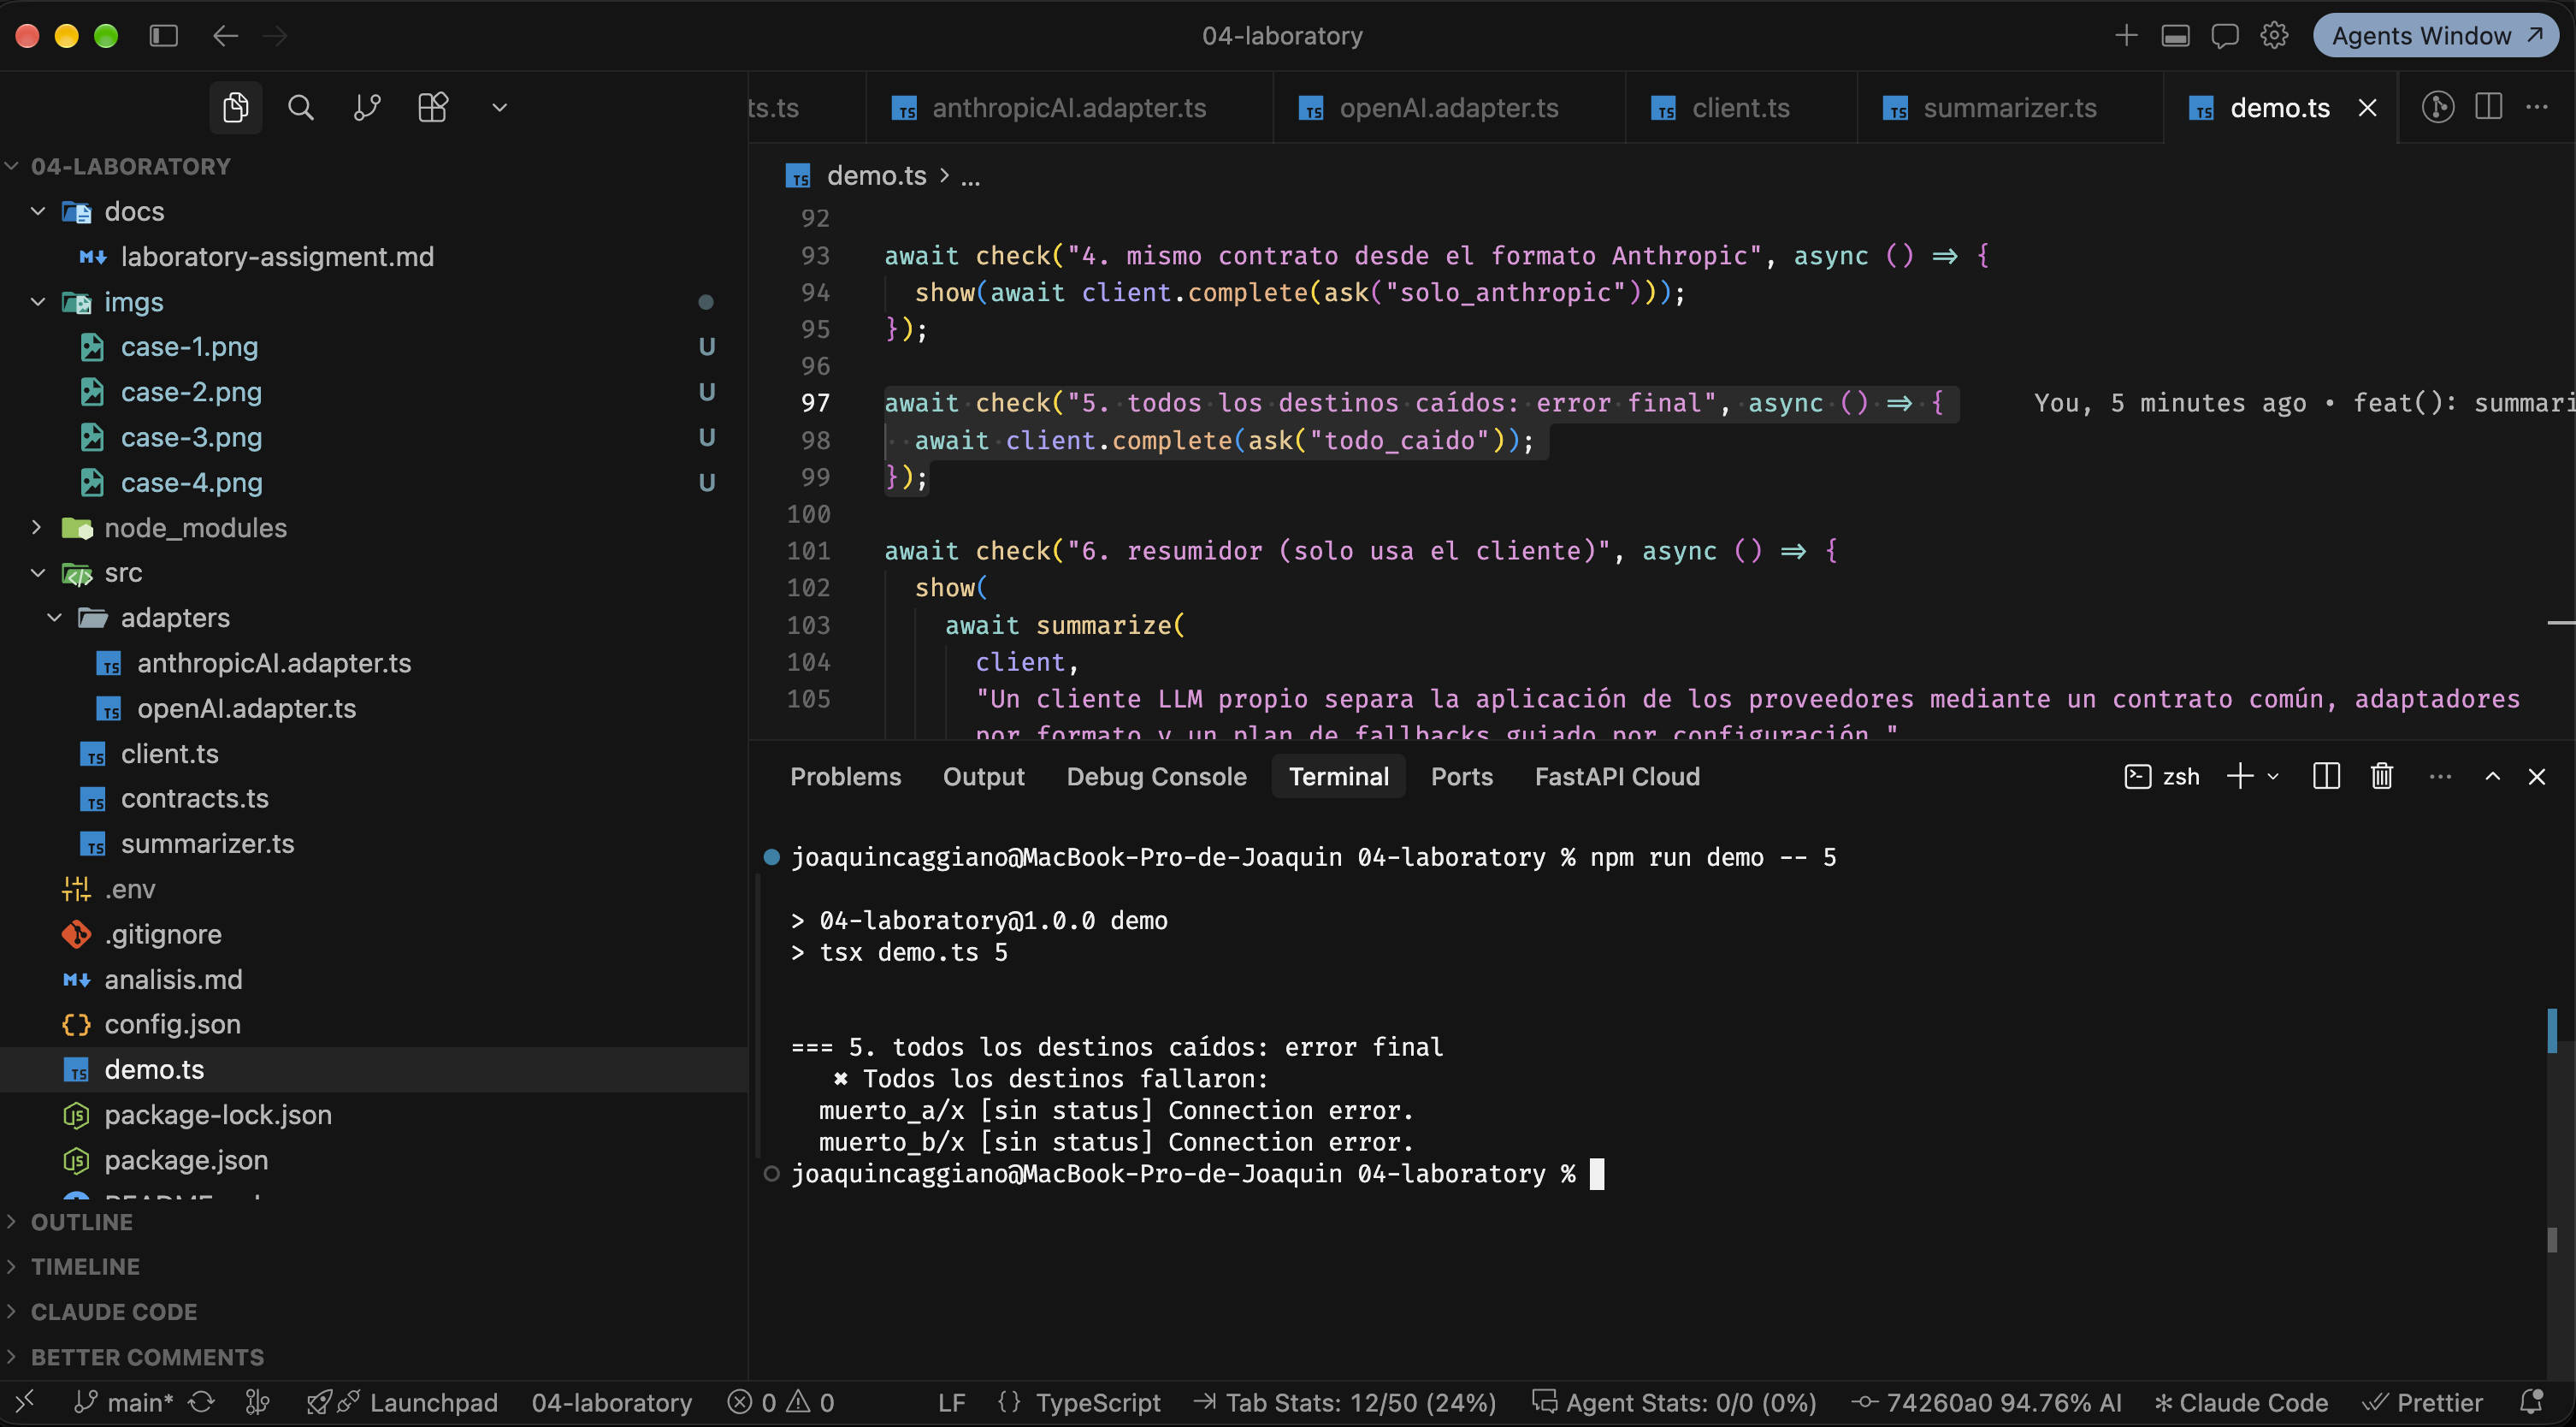 04-laboratory
Agents Window
04-LABORATORY
docs
laboratory-assigment.md
imgs
case-1.png U
case-2.png U
case-3.png U
case-4.png U
node_modules
src
adapters
anthropicAI.adapter.ts
openAI.adapter.ts
client.ts
contracts.ts
summarizer.ts
.env
.gitignore
analisis.md
config.json
demo.ts
package-lock.json
package.json
OUTLINE
TIMELINE
CLAUDE CODE
BETTER COMMENTS
ts.ts anthropicAI.adapter.ts openAI.adapter.ts client.ts summarizer.ts demo.ts
demo.ts > ...
92
93 await check("4. mismo contrato desde el formato Anthropic", async () => {
94 show(await client.complete(ask("solo_anthropic")));
95 });
96
97 await check("5. todos los destinos caídos: error final", async () => { You, 5 minutes ago • feat(): summari
98 await client.complete(ask("todo_caido"));
99 });
100
101 await check("6. resumidor (solo usa el cliente)", async () => {
102 show(
103 await summarize(
104 client,
105 "Un cliente LLM propio separa la aplicación de los proveedores mediante un contrato común, adaptadores
por formato y un plan de fallbacks guiado por configuración."
Problems Output Debug Console Terminal Ports FastAPI Cloud zsh
joaquincaggiano@MacBook-Pro-de-Joaquin 04-laboratory % npm run demo -- 5
> 04-laboratory@1.0.0 demo
> tsx demo.ts 5
=== 5. todos los destinos caídos: error final
✖ Todos los destinos fallaron:
muerto_a/x [sin status] Connection error.
muerto_b/x [sin status] Connection error.
joaquincaggiano@MacBook-Pro-de-Joaquin 04-laboratory %
main* Launchpad 04-laboratory 0 0 LF {} TypeScript Tab Stats: 12/50 (24%) Agent Stats: 0/0 (0%) 74260a0 94.76% AI Claude Code Prettier